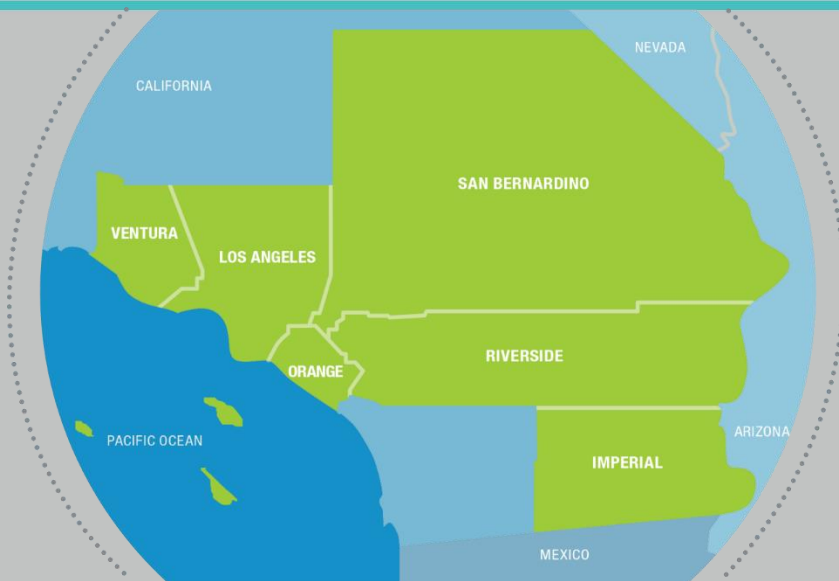 NEVADA
CALIFORNIA
SAN BERNARDINO
VENTURA
LOS ANGELES
RIVERSIDE
ORANGE
ARIZONA
PACIFIC OCEAN
IMPERIAL
MEXICO